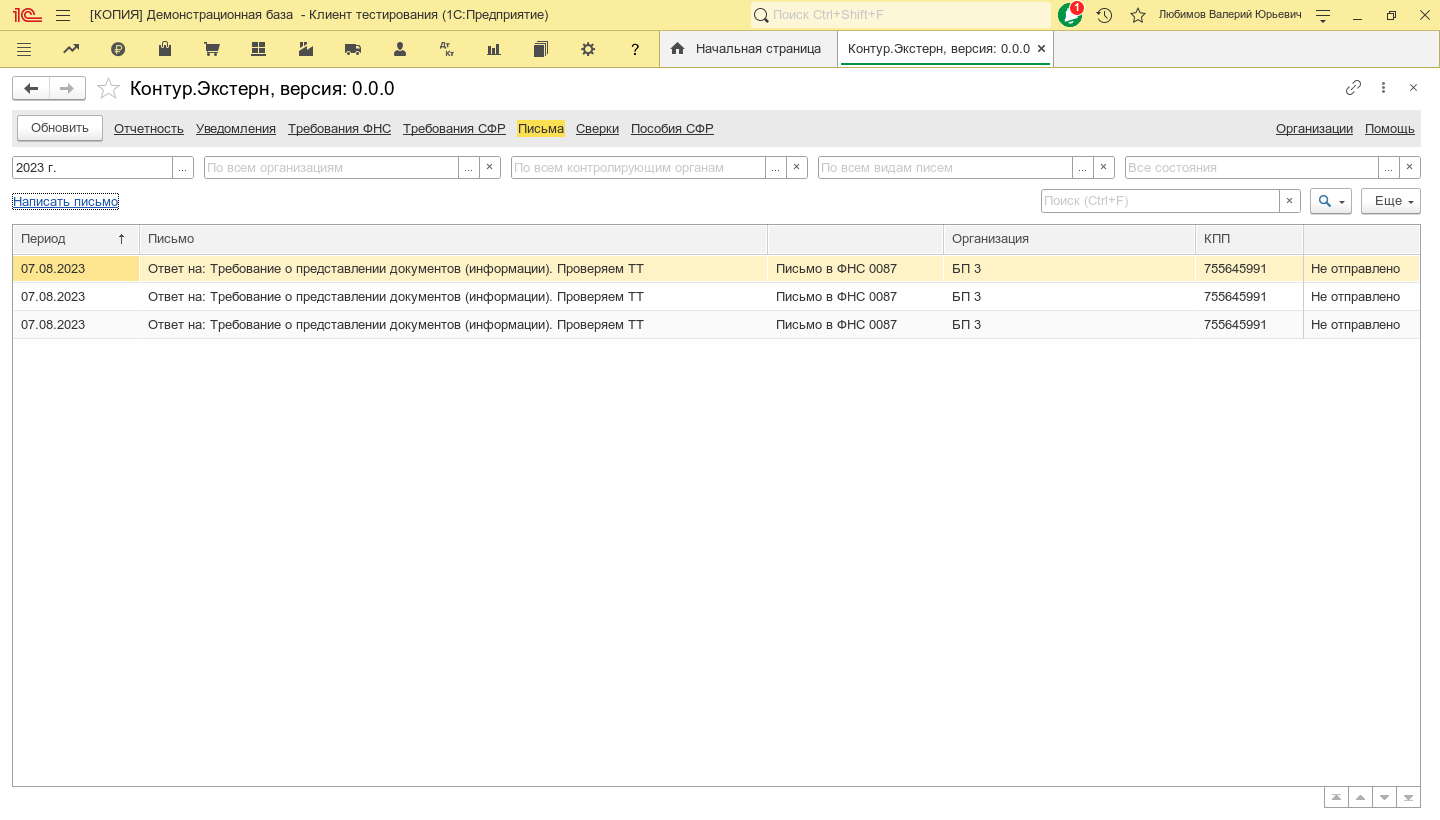 [КОПИЯ] Демонстрационная база - Клиент тестирования (1С:Предприятие)
Поиск Ctrl+Shift+F
1
Любимов Валерий Юрьевич
Дт Кт
?
Начальная страница
Контур.Экстерн, версия: 0.0.0
Контур.Экстерн, версия: 0.0.0
Обновить Отчетность Уведомления Требования ФНС Требования СФР Письма Сверки Пособия СФР Организации Помощь
2023 г. ... По всем организациям ... × По всем контролирующим органам ... × По всем видам писем ... × Все состояния ... ×
Написать письмо Поиск (Ctrl+F) × Еще
Период ↑ Письмо Организация КПП
07.08.2023 Ответ на: Требование о представлении документов (информации). Проверяем ТТ Письмо в ФНС 0087 БП 3 755645991 Не отправлено
07.08.2023 Ответ на: Требование о представлении документов (информации). Проверяем ТТ Письмо в ФНС 0087 БП 3 755645991 Не отправлено
07.08.2023 Ответ на: Требование о представлении документов (информации). Проверяем ТТ Письмо в ФНС 0087 БП 3 755645991 Не отправлено